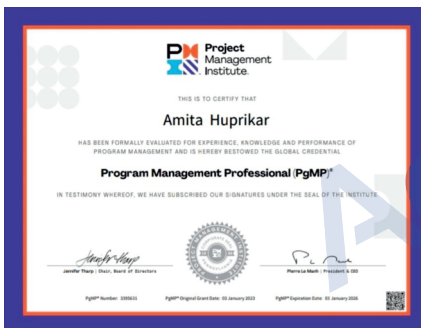 Project
Management
Institute.
THIS IS TO CERTIFY THAT
Amita Huprikar
HAS BEEN FORMALLY EVALUATED FOR EXPERIENCE, KNOWLEDGE AND PERFORMANCE OF
PROGRAM MANAGEMENT AND IS HEREBY BESTOWED THE GLOBAL CREDENTIAL
Program Management Professional (PgMP)®
IN TESTIMONY WHEREOF, WE HAVE SUBSCRIBED OUR SIGNATURES UNDER THE SEAL OF THE INSTITUTE
Jennifer Tharp | Chair, Board of Directors
Pierre Le Manh | President & CEO
PgMP® Number: 3395631
PgMP® Original Grant Date: 03 January
PgMP® Expiration Date: 03 January 2026